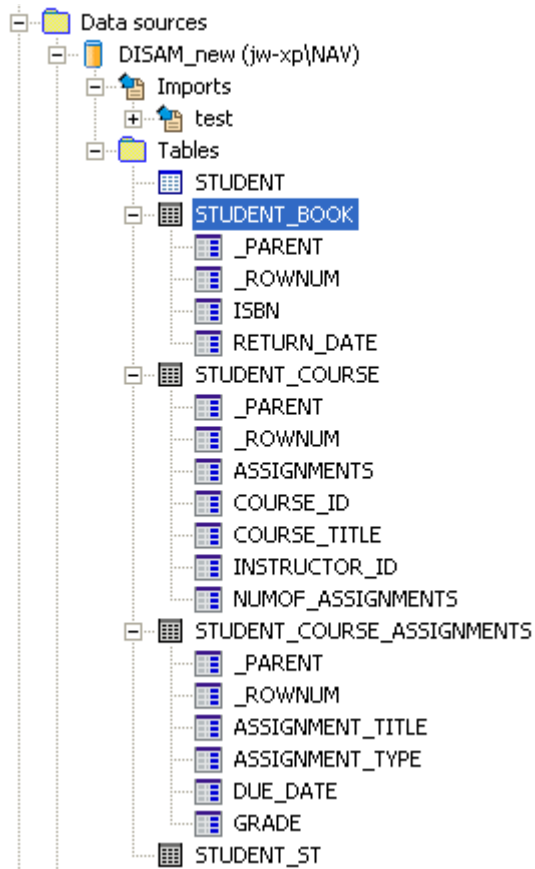 Data sources
DISAM_new (jw-xp\NAV)
Imports
test
Tables
STUDENT
STUDENT_BOOK
_PARENT
_ROWNUM
ISBN
RETURN_DATE
STUDENT_COURSE
_PARENT
_ROWNUM
ASSIGNMENTS
COURSE_ID
COURSE_TITLE
INSTRUCTOR_ID
NUMOF_ASSIGNMENTS
STUDENT_COURSE_ASSIGNMENTS
_PARENT
_ROWNUM
ASSIGNMENT_TITLE
ASSIGNMENT_TYPE
DUE_DATE
GRADE
STUDENT_ST